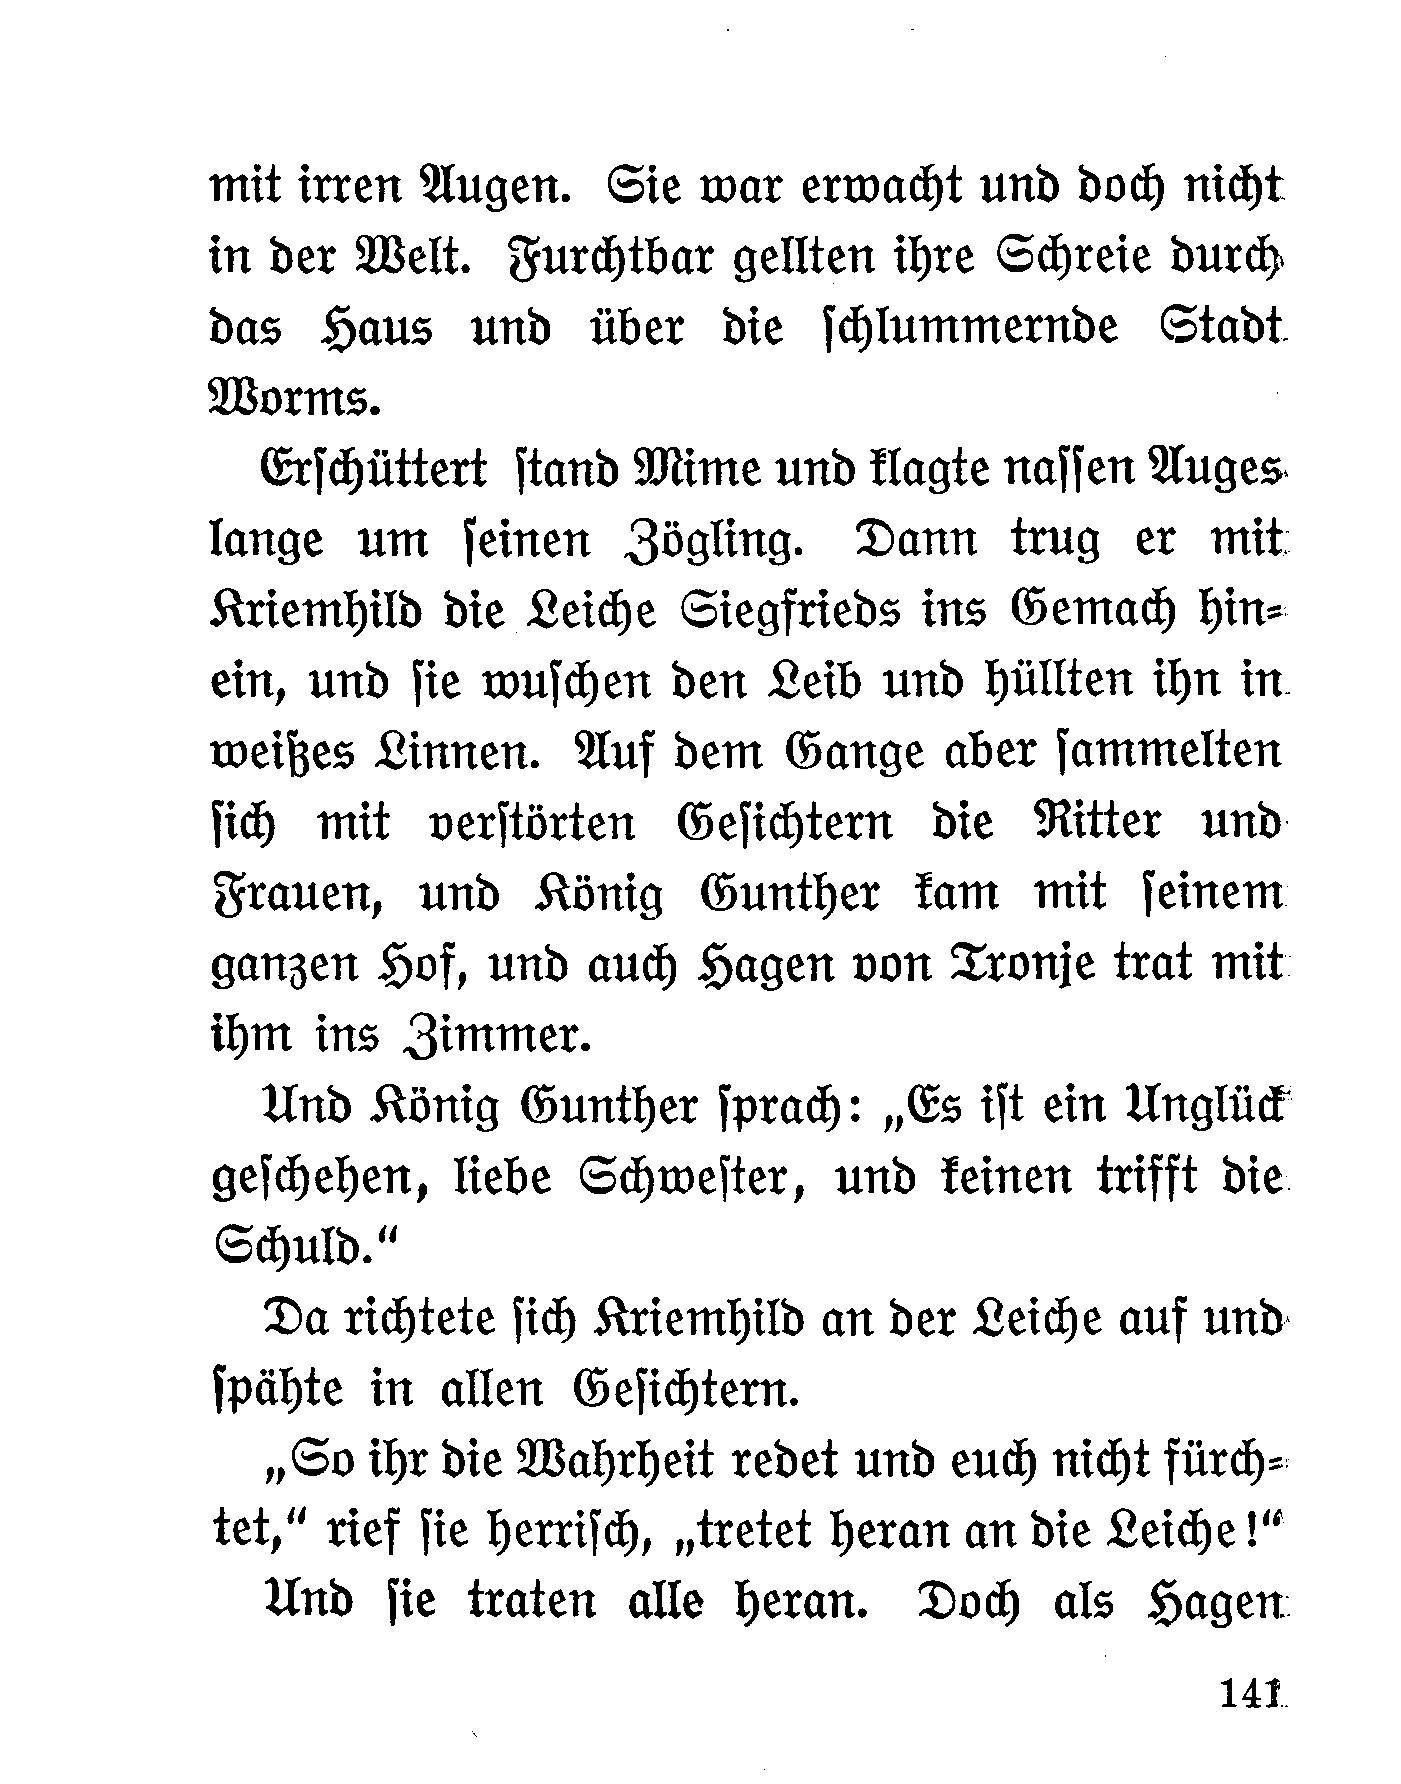 mit irren Augen. Sie war erwacht und doch nicht
in der Welt. Furchtbar gellten ihre Schreie durch
das Haus und über die ſchlummernde Stadt
Worms.
Erſchüttert ſtand Mime und klagte naſſen Auges
lange um ſeinen Zögling. Dann trug er mit
Kriemhild die Leiche Siegfrieds ins Gemach hin⸗
ein, und ſie wuſchen den Leib und hüllten ihn in
weißes Linnen. Auf dem Gange aber ſammelten
ſich mit verſtörten Geſichtern die Ritter und
Frauen, und König Gunther kam mit ſeinem
ganzen Hof, und auch Hagen von Tronje trat mit
ihm ins Zimmer.
Und König Gunther ſprach: „Es iſt ein Unglück
geſchehen, liebe Schweſter, und keinen trifft die
Schuld.“
Da richtete ſich Kriemhild an der Leiche auf und
ſpähte in allen Geſichtern.
„So ihr die Wahrheit redet und euch nicht fürch⸗
tet,“ rief ſie herriſch, „tretet heran an die Leiche!“
Und ſie traten alle heran. Doch als Hagen
141